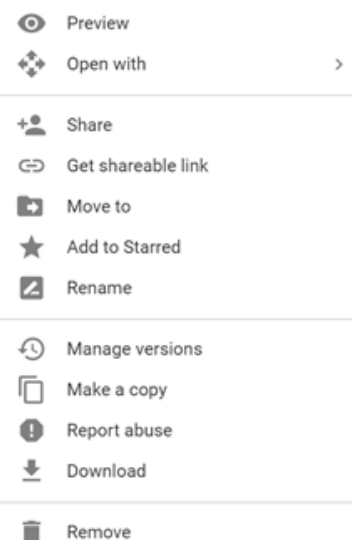 Preview
Open with
Share
Get shareable link
Move to
Add to Starred
Rename
Manage versions
Make a copy
Report abuse
Download
Remove